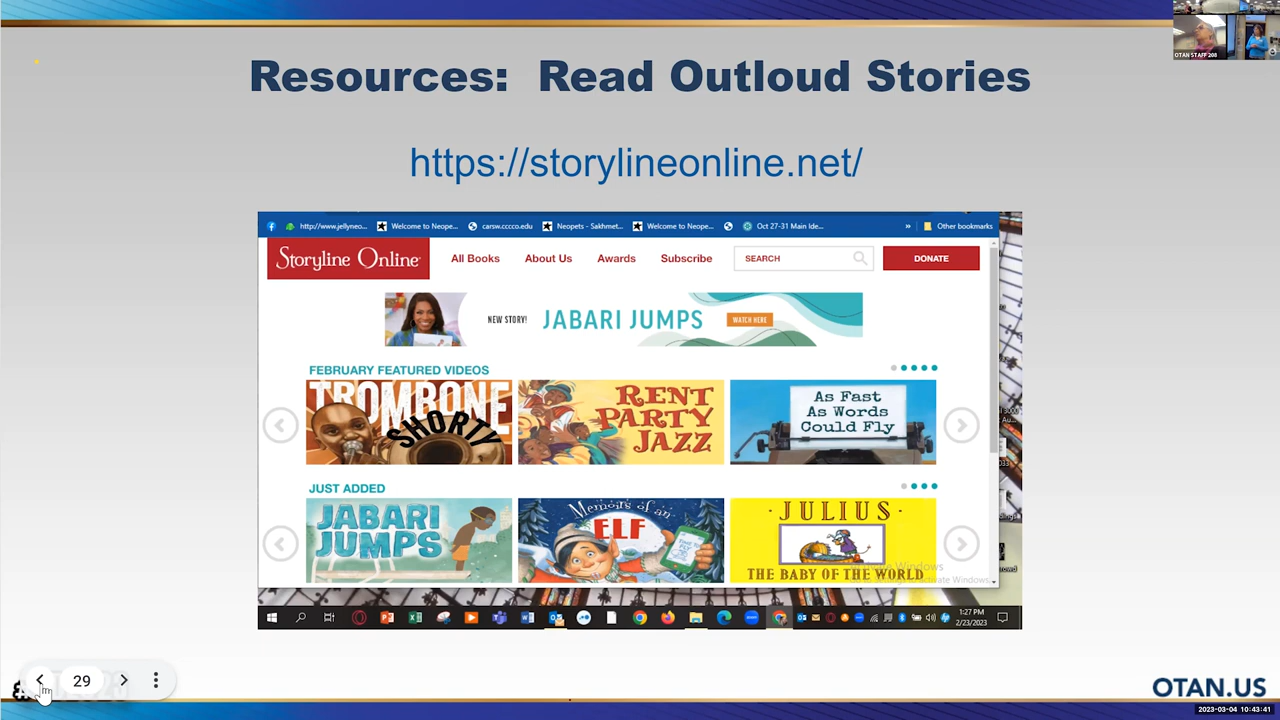 Resources: Read Outloud Stories
OTAN STAFF 208
https://storylineonline.net/
http://www.jellyneo...
Welcome to Neope...
carsw.cccco.edu
Neopets - Sakhmet...
Welcome to Neope...
Oct 27-31 Main Ide...
»
Other bookmarks
Storyline Online
All Books
About Us
Awards
Subscribe
SEARCH
DONATE
NEW STORY!
JABARI JUMPS
WATCH HERE
FEBRUARY FEATURED VIDEOS
TROMBONE
SHORTY
RENT
PARTY
JAZZ
As Fast
As Words
Could Fly
JUST ADDED
JABARI
JUMPS
Memoirs of an
ELF
·JULIUS·
THE BABY OF THE WORLD
1:27 PM
2/23/2023
29
OTAN.US
2023-03-04 10:43:41